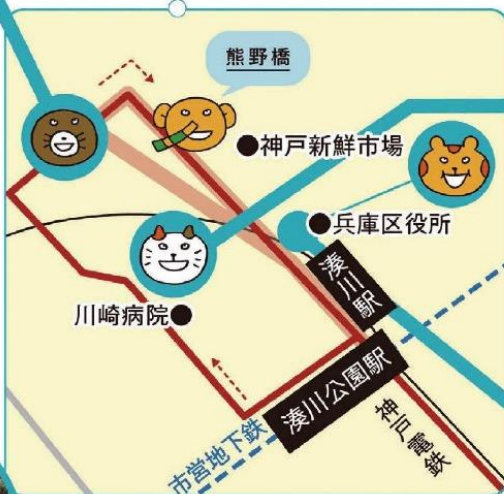 熊野橋
●神戸新鮮市場
●兵庫区役所
湊川駅
川崎病院●
湊川公園駅
神戸電鉄
市営地下鉄